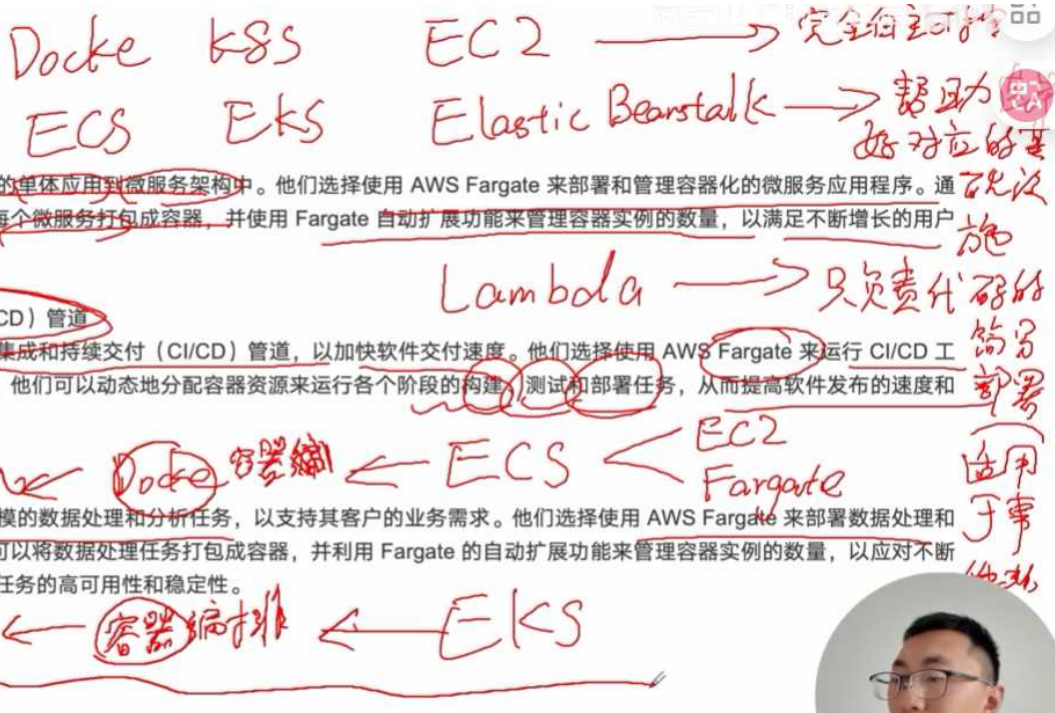 Docke K8S EC2 → 完全自主
ECS EKS Elastic Beanstalk → 帮助
好对应的基
的单体应用到微服务架构中。他们选择使用 AWS Fargate 来部署和管理容器化的微服务应用程序。通
础设
每个微服务打包成容器，并使用 Fargate 自动扩展功能来管理容器实例的数量，以满足不断增长的用户
施
Lambda → 只负责代码的
CD）管道
集成和持续交付（CI/CD）管道，以加快软件交付速度。他们选择使用 AWS Fargate 来运行 CI/CD 工
编写
他们可以动态地分配容器资源来运行各个阶段的构建、测试和部署任务，从而提高软件发布的速度和
部署
Docke 容器编 ← ECS < EC2
Fargate
适用
模的数据处理和分析任务，以支持其客户的业务需求。他们选择使用 AWS Fargate 来部署数据处理和
于事
可以将数据处理任务打包成容器，并利用 Fargate 的自动扩展功能来管理容器实例的数量，以应对不断
任务的高可用性和稳定性。
← 容器编排 ← EKS